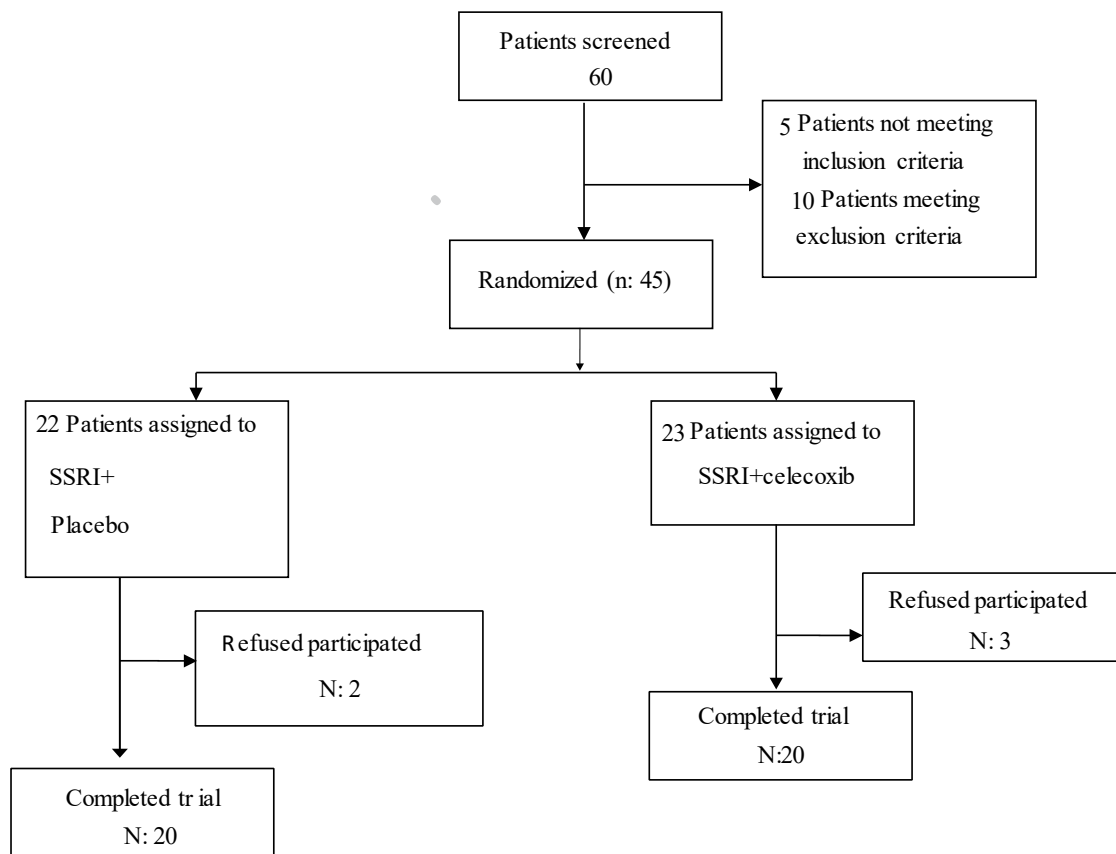 Patients screened
60
5 Patients not meeting
inclusion criteria
10 Patients meeting
exclusion criteria
Randomized (n: 45)
22 Patients assigned to
SSRI+
Placebo
23 Patients assigned to
SSRI+celecoxib
Refused participated
N: 2
Refused participated
N: 3
Completed trial
N: 20
Completed trial
N:20